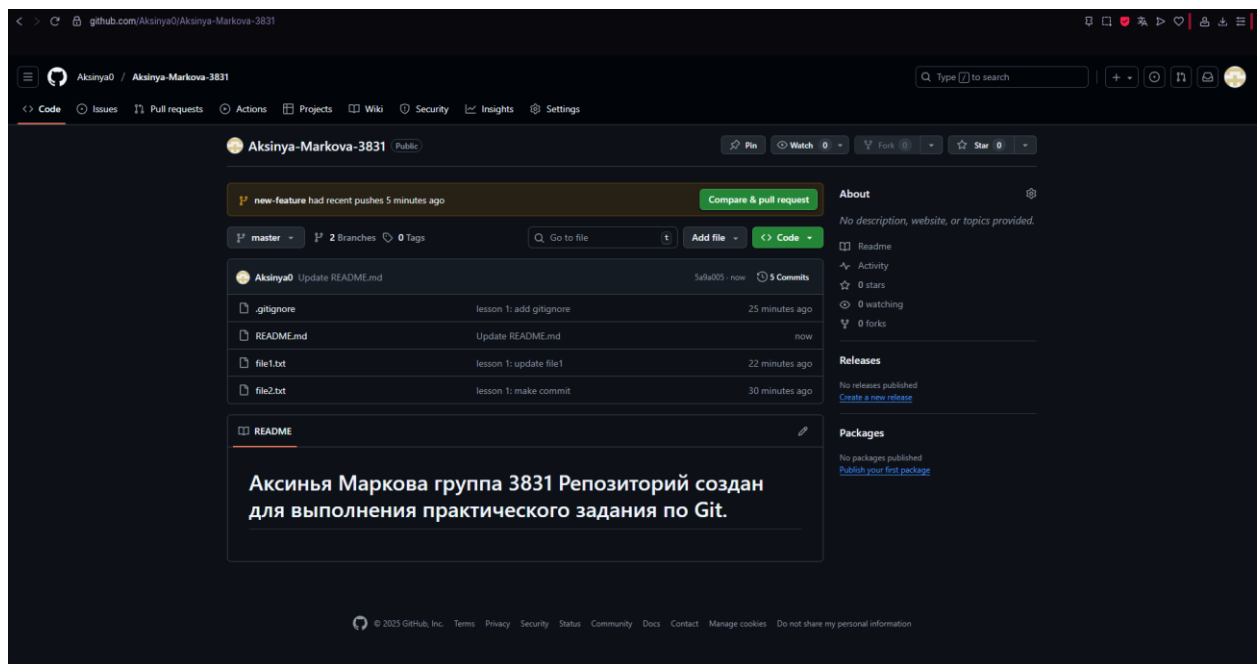 github.com/Aksinya0/Aksinya-Markova-3831
Aksinya0 / Aksinya-Markova-3831
Type / to search
Code Issues Pull requests Actions Projects Wiki Security Insights Settings
Aksinya-Markova-3831 Public
Pin Watch 0 Fork 0 Star 0
new-feature had recent pushes 5 minutes ago
Compare & pull request
master 2 Branches 0 Tags
Go to file t
Add file
Code
Aksinya0 Update README.md 5a9a005 · now 5 Commits
.gitignore lesson 1: add gitignore 25 minutes ago
README.md Update README.md now
file1.txt lesson 1: update file1 22 minutes ago
file2.txt lesson 1: make commit 30 minutes ago
README
Аксинья Маркова группа 3831 Репозиторий создан
для выполнения практического задания по Git.
About
No description, website, or topics provided.
Readme
Activity
0 stars
0 watching
0 forks
Releases
No releases published
Create a new release
Packages
No packages published
Publish your first package
© 2025 GitHub, Inc. Terms Privacy Security Status Community Docs Contact Manage cookies Do not share my personal information